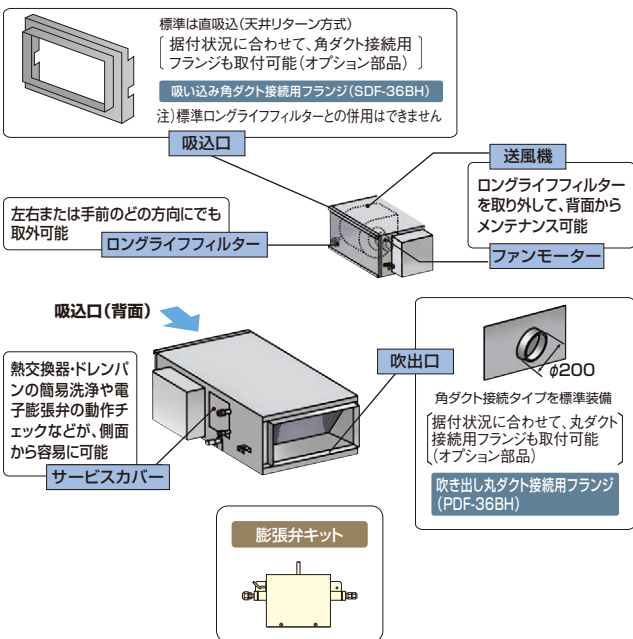 標準は直吸込(天井リターン方式)
据付状況に合わせて、角ダクト接続用
フランジも取付可能(オプション部品)
吸い込み角ダクト接続用フランジ(SDF-36BH)
注)標準ロングライフフィルターとの併用はできません
吸込口
送風機
ロングライフフィルター
を取り外して、背面から
メンテナンス可能
ファンモーター
左右または手前のどの方向にでも
取外可能
ロングライフフィルター
吸込口(背面)
熱交換器・ドレンパ
ンの簡易洗浄や電
子膨張弁の動作チ
ェックなどが、側面
から容易に可能
サービスカバー
吹出口
φ200
角ダクト接続タイプを標準装備
据付状況に合わせて、丸ダクト
接続用フランジも取付可能
(オプション部品)
吹き出し丸ダクト接続用フランジ
(PDF-36BH)
膨張弁キット